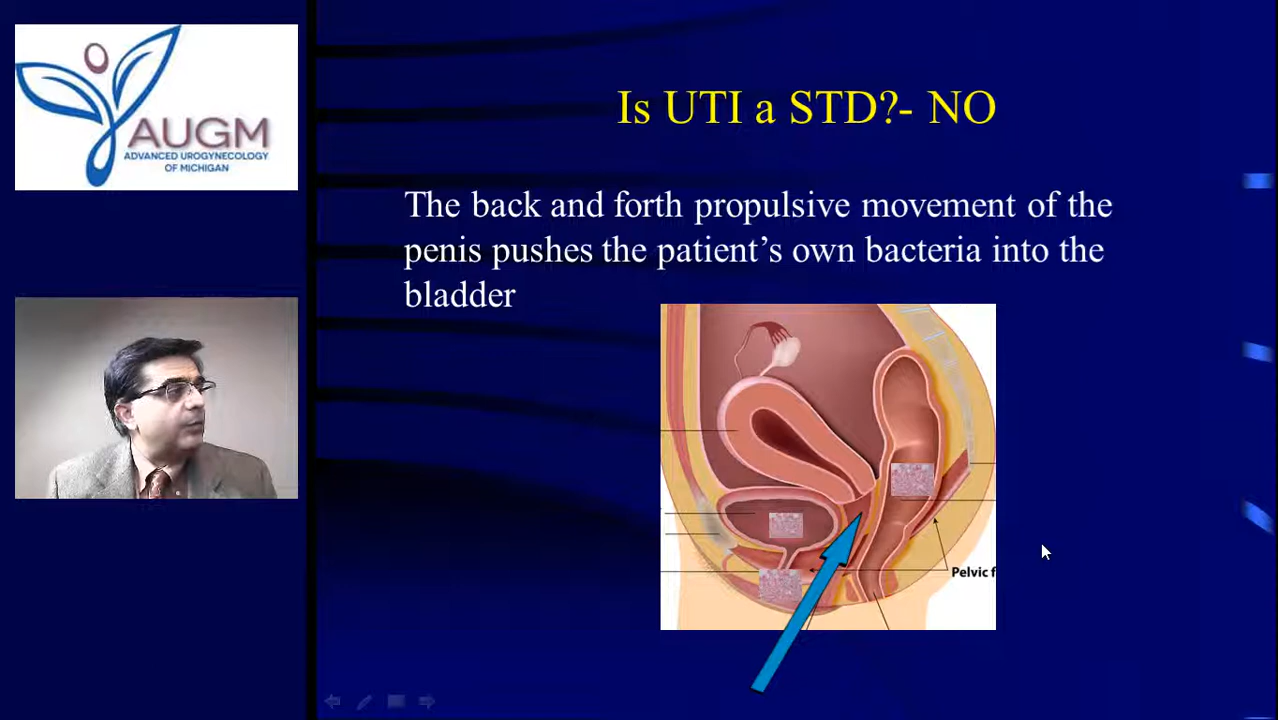 AUGM
ADVANCED UROGYNECOLOGY
OF MICHIGAN
Is UTI a STD?- NO
The back and forth propulsive movement of the
penis pushes the patient’s own bacteria into the
bladder
Pelvic f